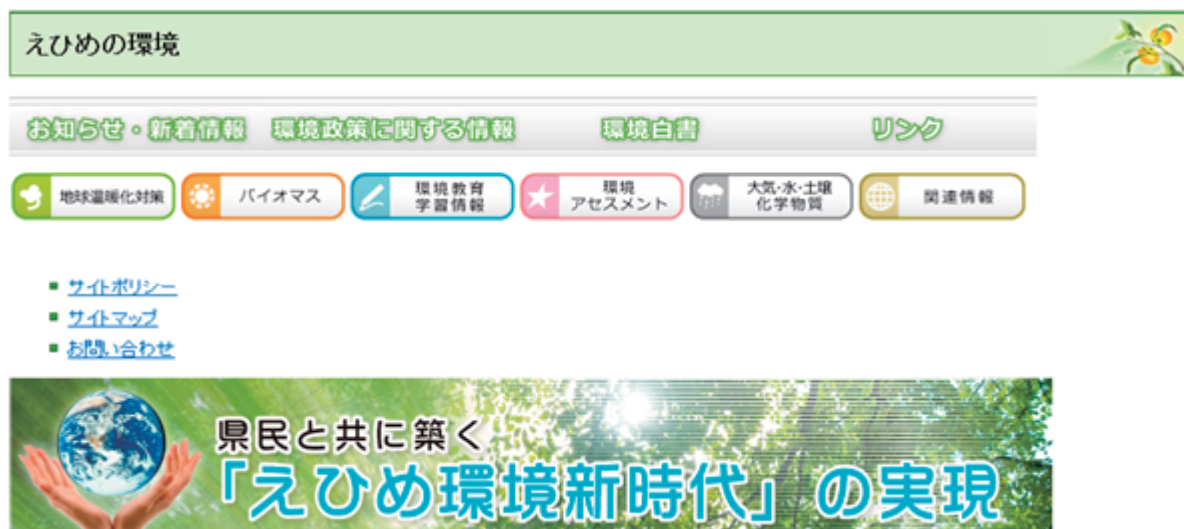 えひめの環境
お知らせ・新着情報 環境政策に関する情報 環境白書 リンク
地球温暖化対策 バイオマス 環境教育 学習情報 環境 アセスメント 大気・水・土壌 化学物質 関連情報
サイトポリシー
サイトマップ
お問い合わせ
県民と共に築く
「えひめ環境新時代」の実現